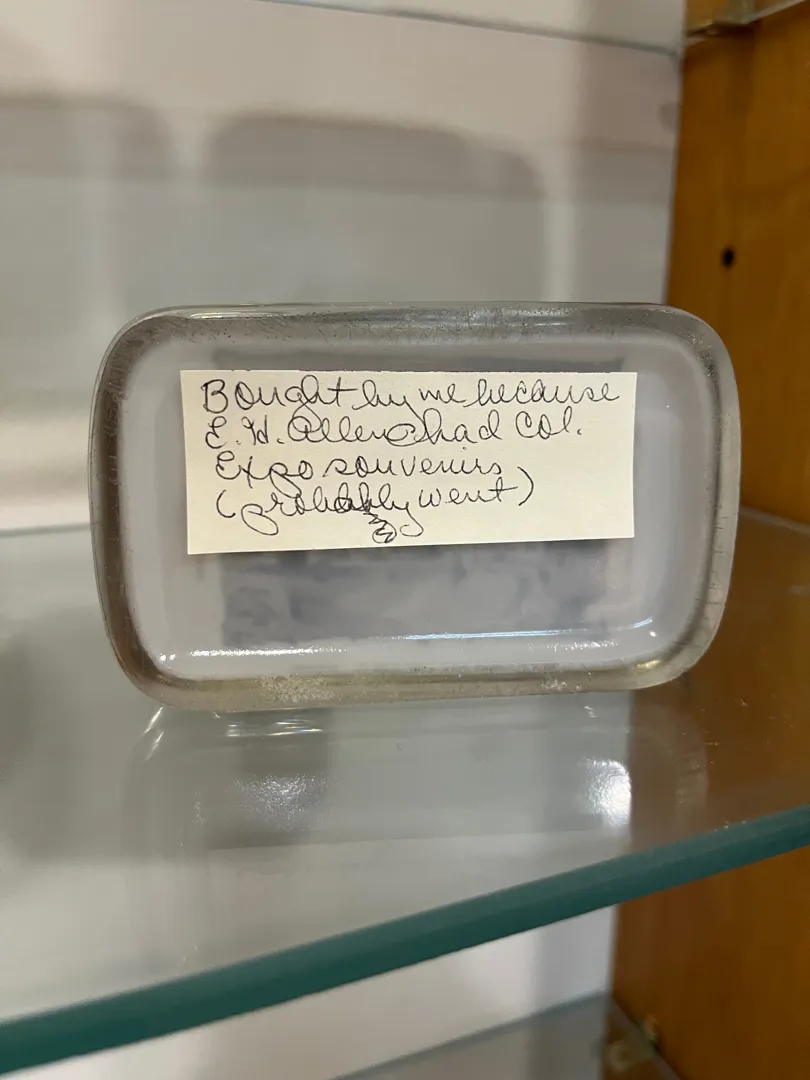 Bought by me because
E. H. Allen had Col.
Expo souvenirs
(probably went)